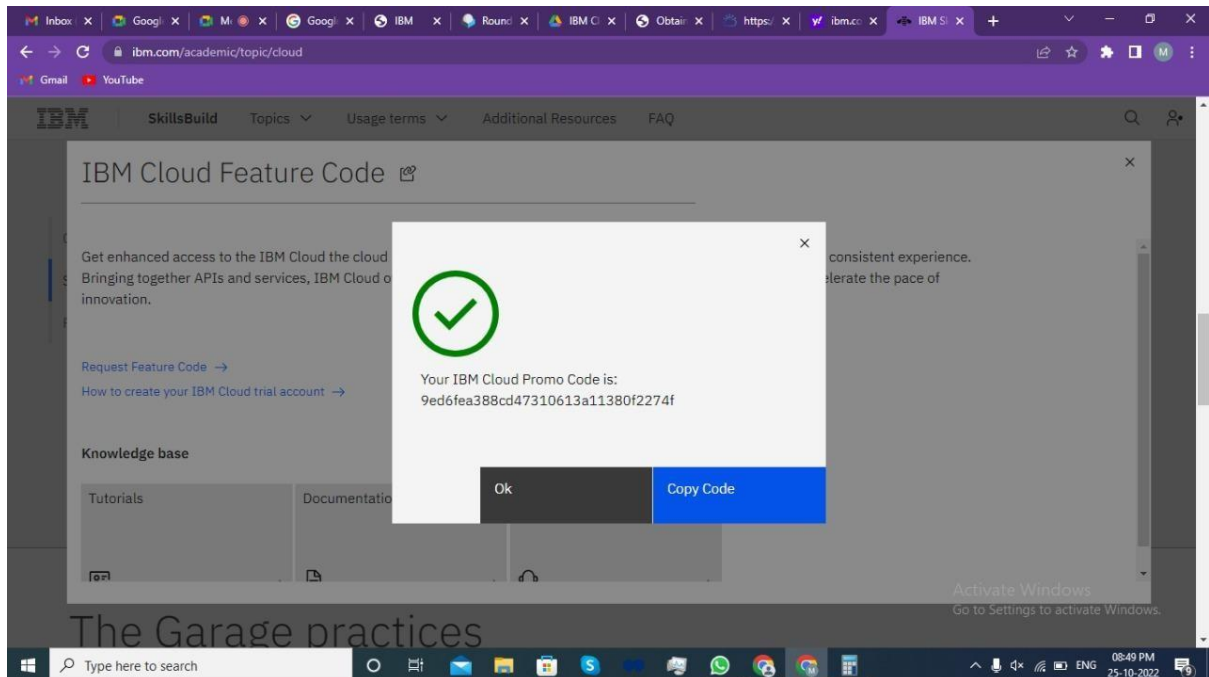 Inbox
Googl
Me
Googl
IBM
Round
IBM Cl
Obtain
https:/
ibm.co
IBM S
ibm.com/academic/topic/cloud
M
Gmail
YouTube
IBM
SkillsBuild
Topics
Usage terms
Additional Resources
FAQ
IBM Cloud Feature Code
Get enhanced access to the IBM Cloud the cloud
consistent experience.
Bringing together APIs and services, IBM Cloud o
elerate the pace of
innovation.
Request Feature Code →
How to create your IBM Cloud trial account →
Your IBM Cloud Promo Code is:
9ed6fea388cd47310613a11380f2274f
Ok
Copy Code
Knowledge base
Tutorials
Documentatio
Activate Windows
Go to Settings to activate Windows.
The Garage practices
Type here to search
ENG
08:49 PM
25-10-2022